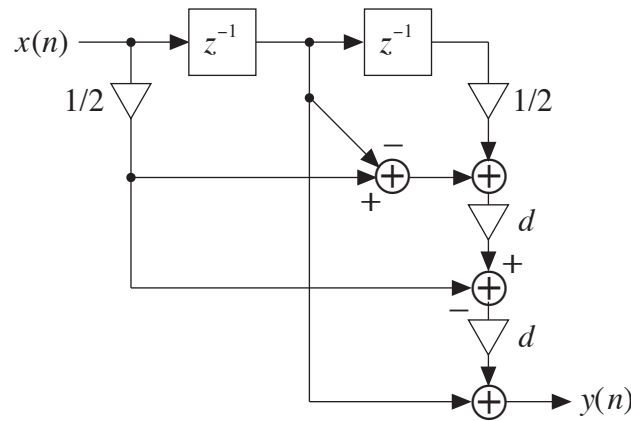 x(n)
z⁻¹
z⁻¹
1/2
1/2
−
+
d
+
−
d
y(n)